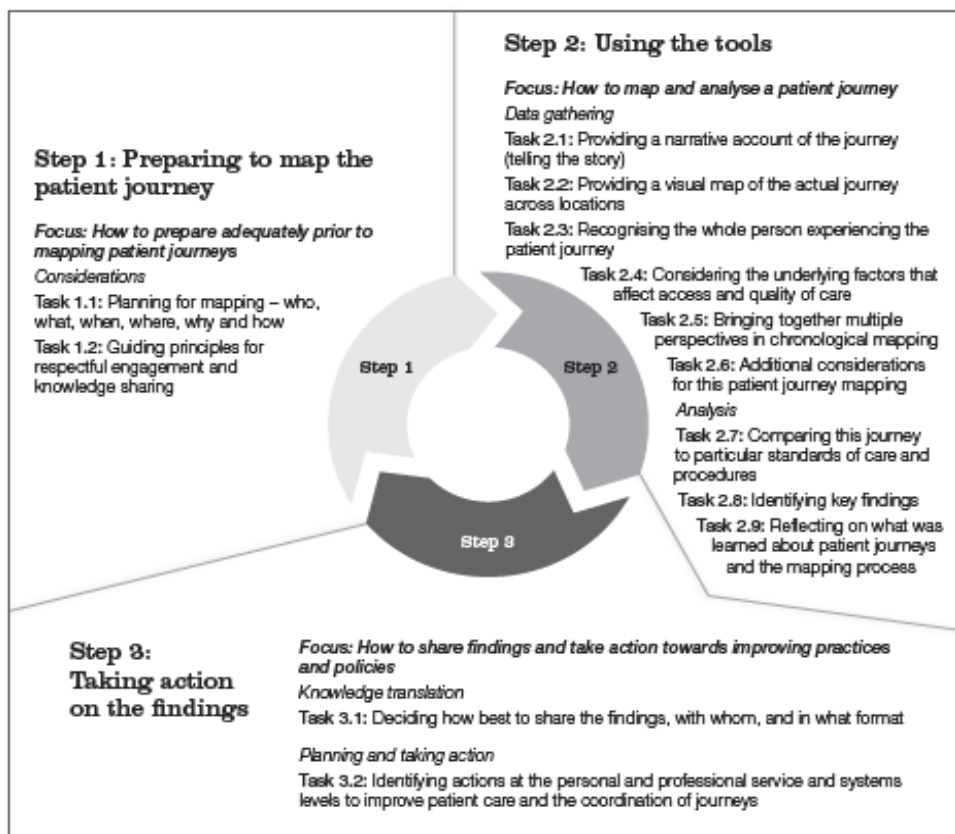 Step 1: Preparing to map the
patient journey
Focus: How to prepare adequately prior to
mapping patient journeys
Considerations
Task 1.1: Planning for mapping – who,
what, when, where, why and how
Task 1.2: Guiding principles for
respectful engagement and
knowledge sharing
Step 2: Using the tools
Focus: How to map and analyse a patient journey
Data gathering
Task 2.1: Providing a narrative account of the journey
(telling the story)
Task 2.2: Providing a visual map of the actual journey
across locations
Task 2.3: Recognising the whole person experiencing the
patient journey
Task 2.4: Considering the underlying factors that
affect access and quality of care
Task 2.5: Bringing together multiple
perspectives in chronological mapping
Task 2.6: Additional considerations
for this patient journey mapping
Analysis
Task 2.7: Comparing this journey
to particular standards of care and
procedures
Task 2.8: Identifying key findings
Task 2.9: Reflecting on what was
learned about patient journeys
and the mapping process
Step 1
Step 2
Step 3
Step 3:
Taking action
on the findings
Focus: How to share findings and take action towards improving practices
and policies
Knowledge translation
Task 3.1: Deciding how best to share the findings, with whom, and in what format
Planning and taking action
Task 3.2: Identifying actions at the personal and professional service and systems
levels to improve patient care and the coordination of journeys